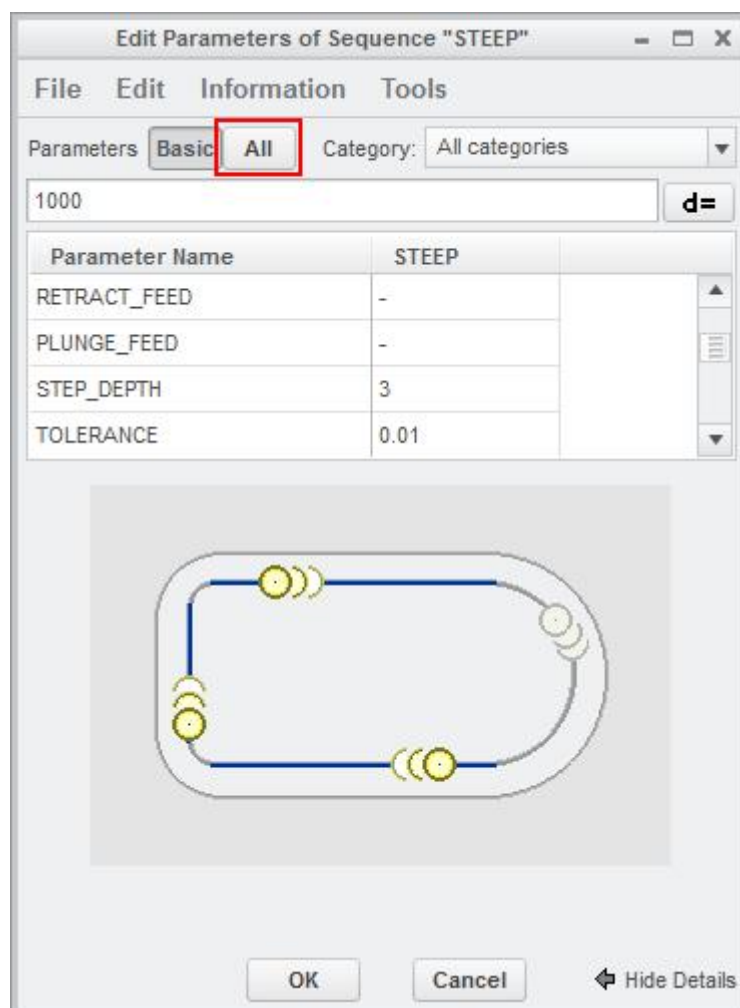 Edit Parameters of Sequence "STEEP"
File Edit Information Tools
Parameters Basic All Category: All categories
1000 d=
Parameter Name STEEP
RETRACT_FEED -
PLUNGE_FEED -
STEP_DEPTH 3
TOLERANCE 0.01
OK Cancel Hide Details